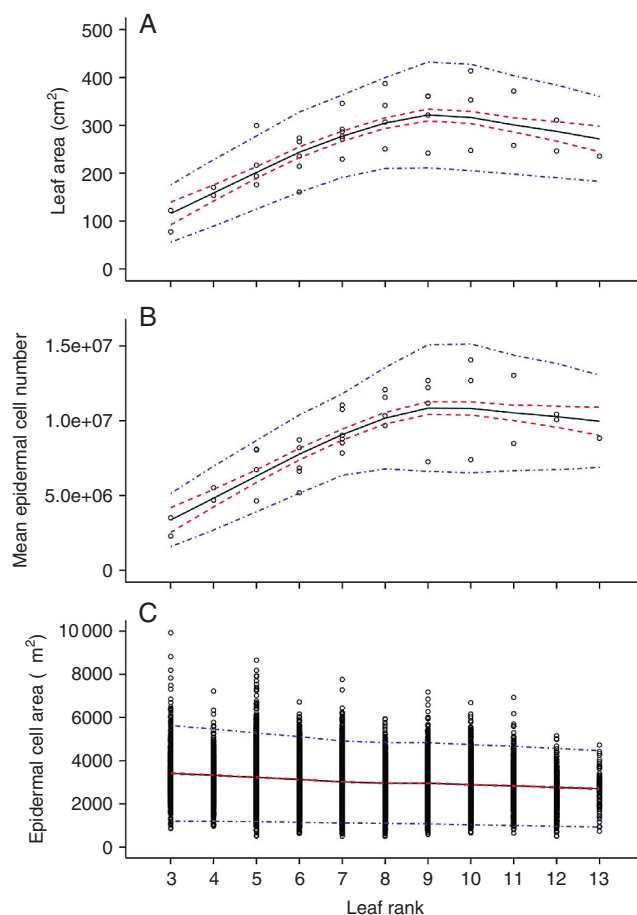 A
500
400
300
200
100
0
Leaf area (cm²)
B
1.5e+07
1.0e+07
5.0e+06
0
Mean epidermal cell number
C
10 000
8000
6000
4000
2000
0
Epidermal cell area ( m²)
3 4 5 6 7 8 9 10 11 12 13
Leaf rank